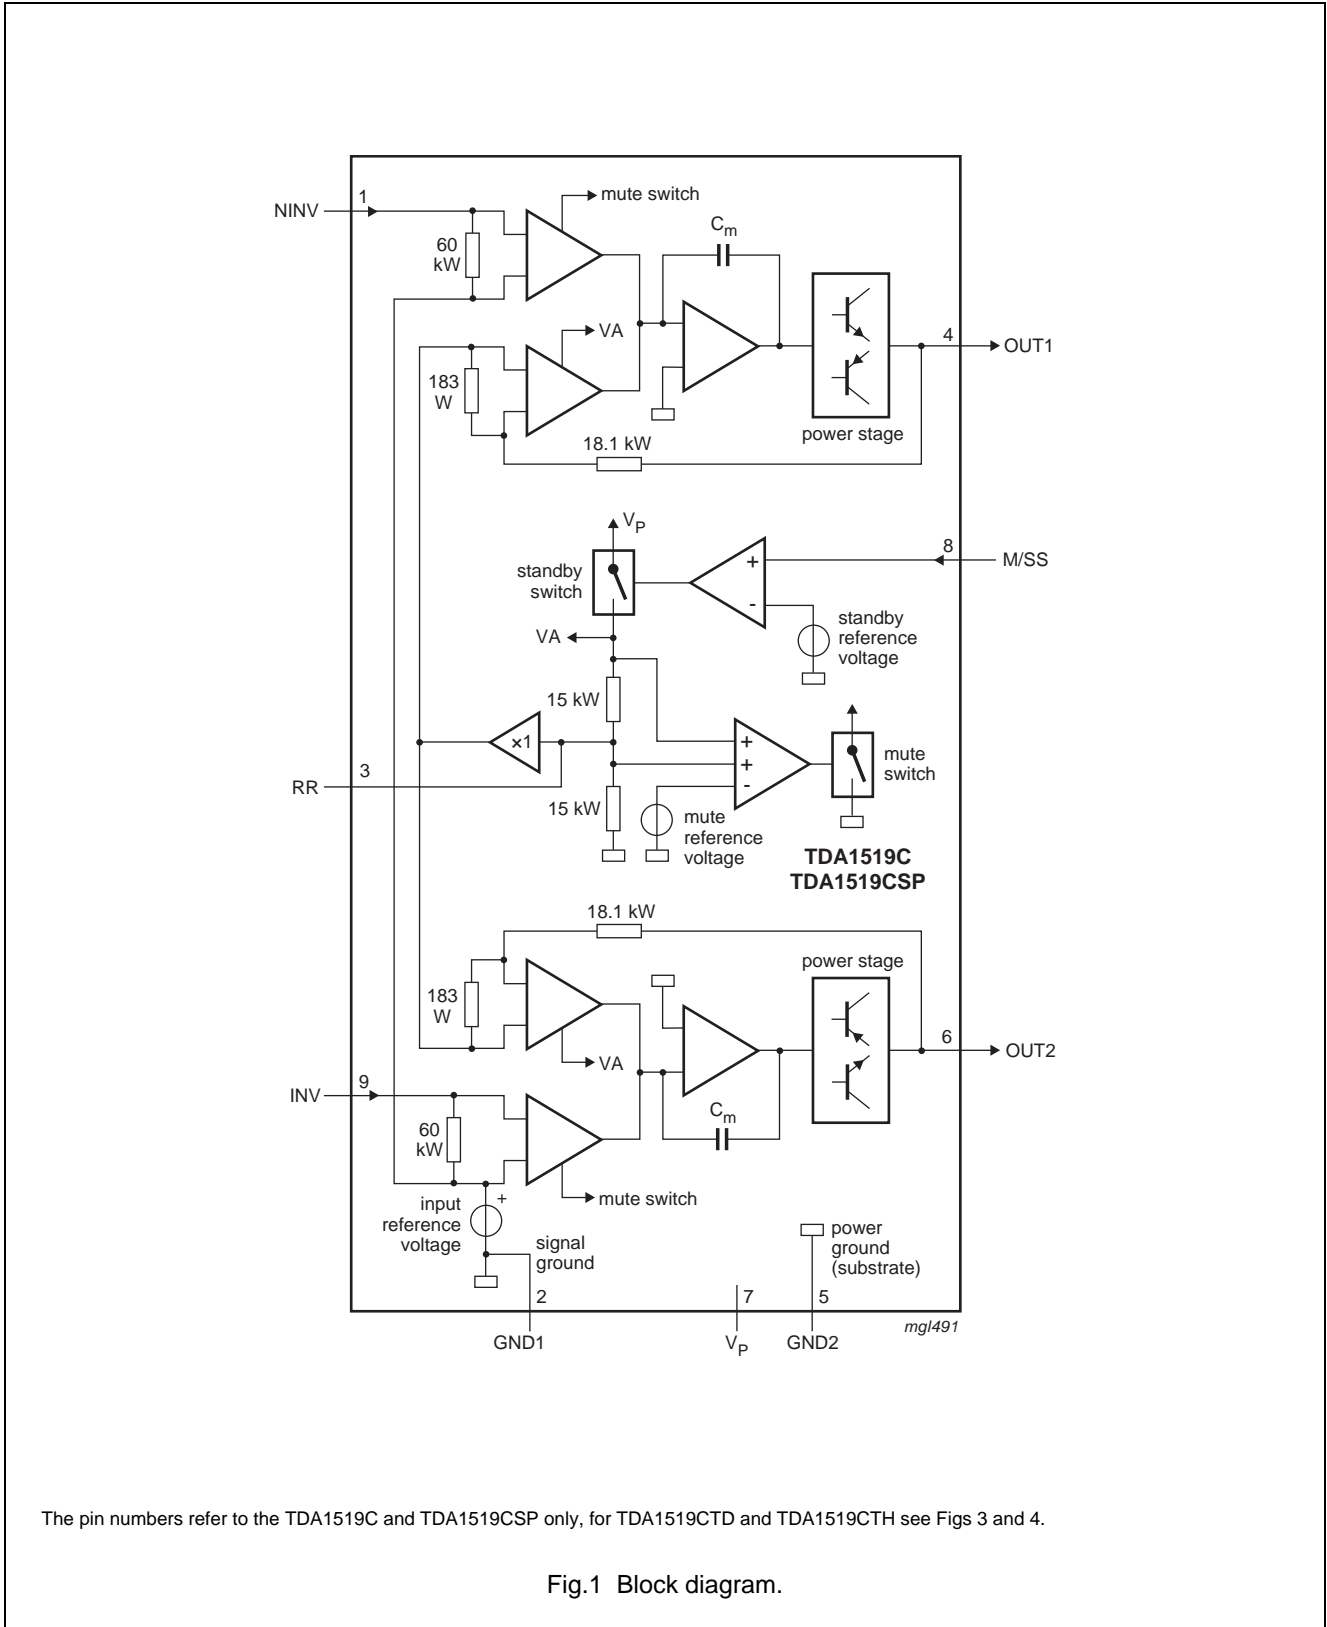 mute switch
1
NINV
60
kW
Cm
VA
4
OUT1
183
W
18.1 kW
power stage
VP
8
M/SS
+
-
standby
switch
standby
reference
voltage
VA
15 kW
×1
+
+
-
mute
switch
3
RR
15 kW
mute
reference
voltage
TDA1519C
TDA1519CSP
18.1 kW
power stage
183
W
6
OUT2
VA
9
INV
Cm
60
kW
mute switch
input
reference
voltage
+
signal
ground
power
ground
(substrate)
2
7
5
GND1
VP
GND2
mgl491
The pin numbers refer to the TDA1519C and TDA1519CSP only, for TDA1519CTD and TDA1519CTH see Figs 3 and 4.
Fig.1 Block diagram.